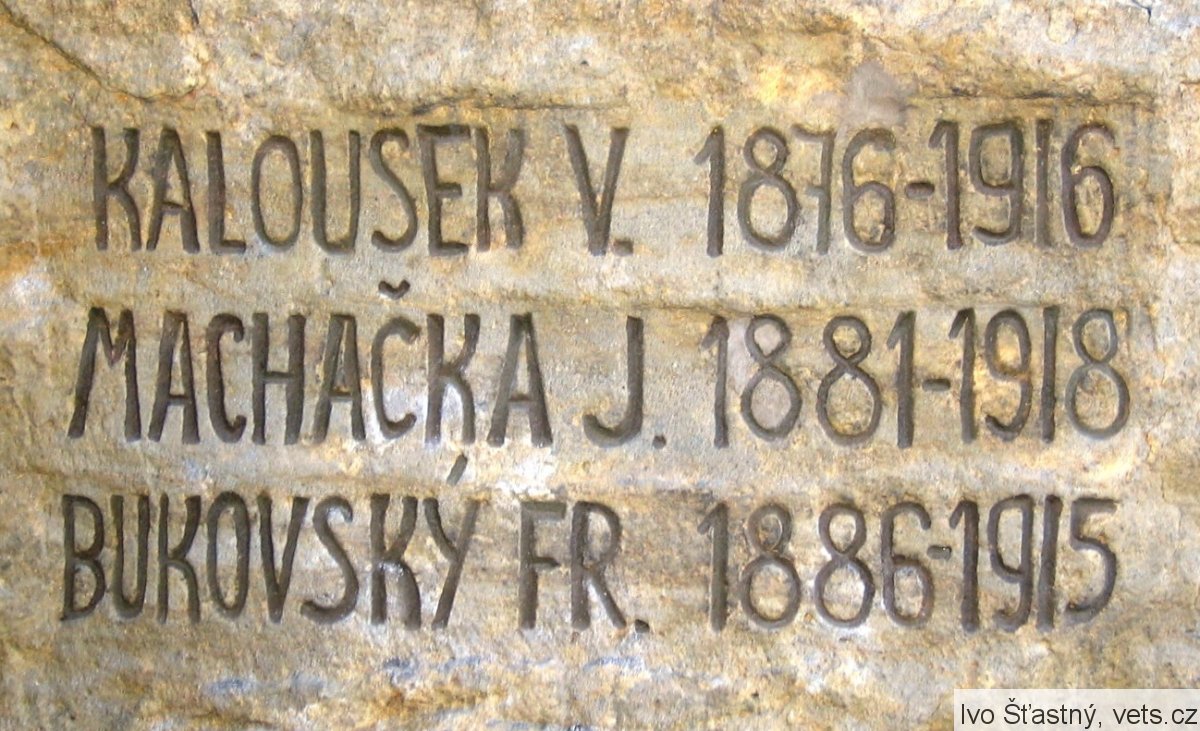 KALOUSEK V. 1876-1916
MACHAČKA J. 1881-1918
BUKOVSKÝ FR. 1886-1915
Ivo Šťastný, vets.cz